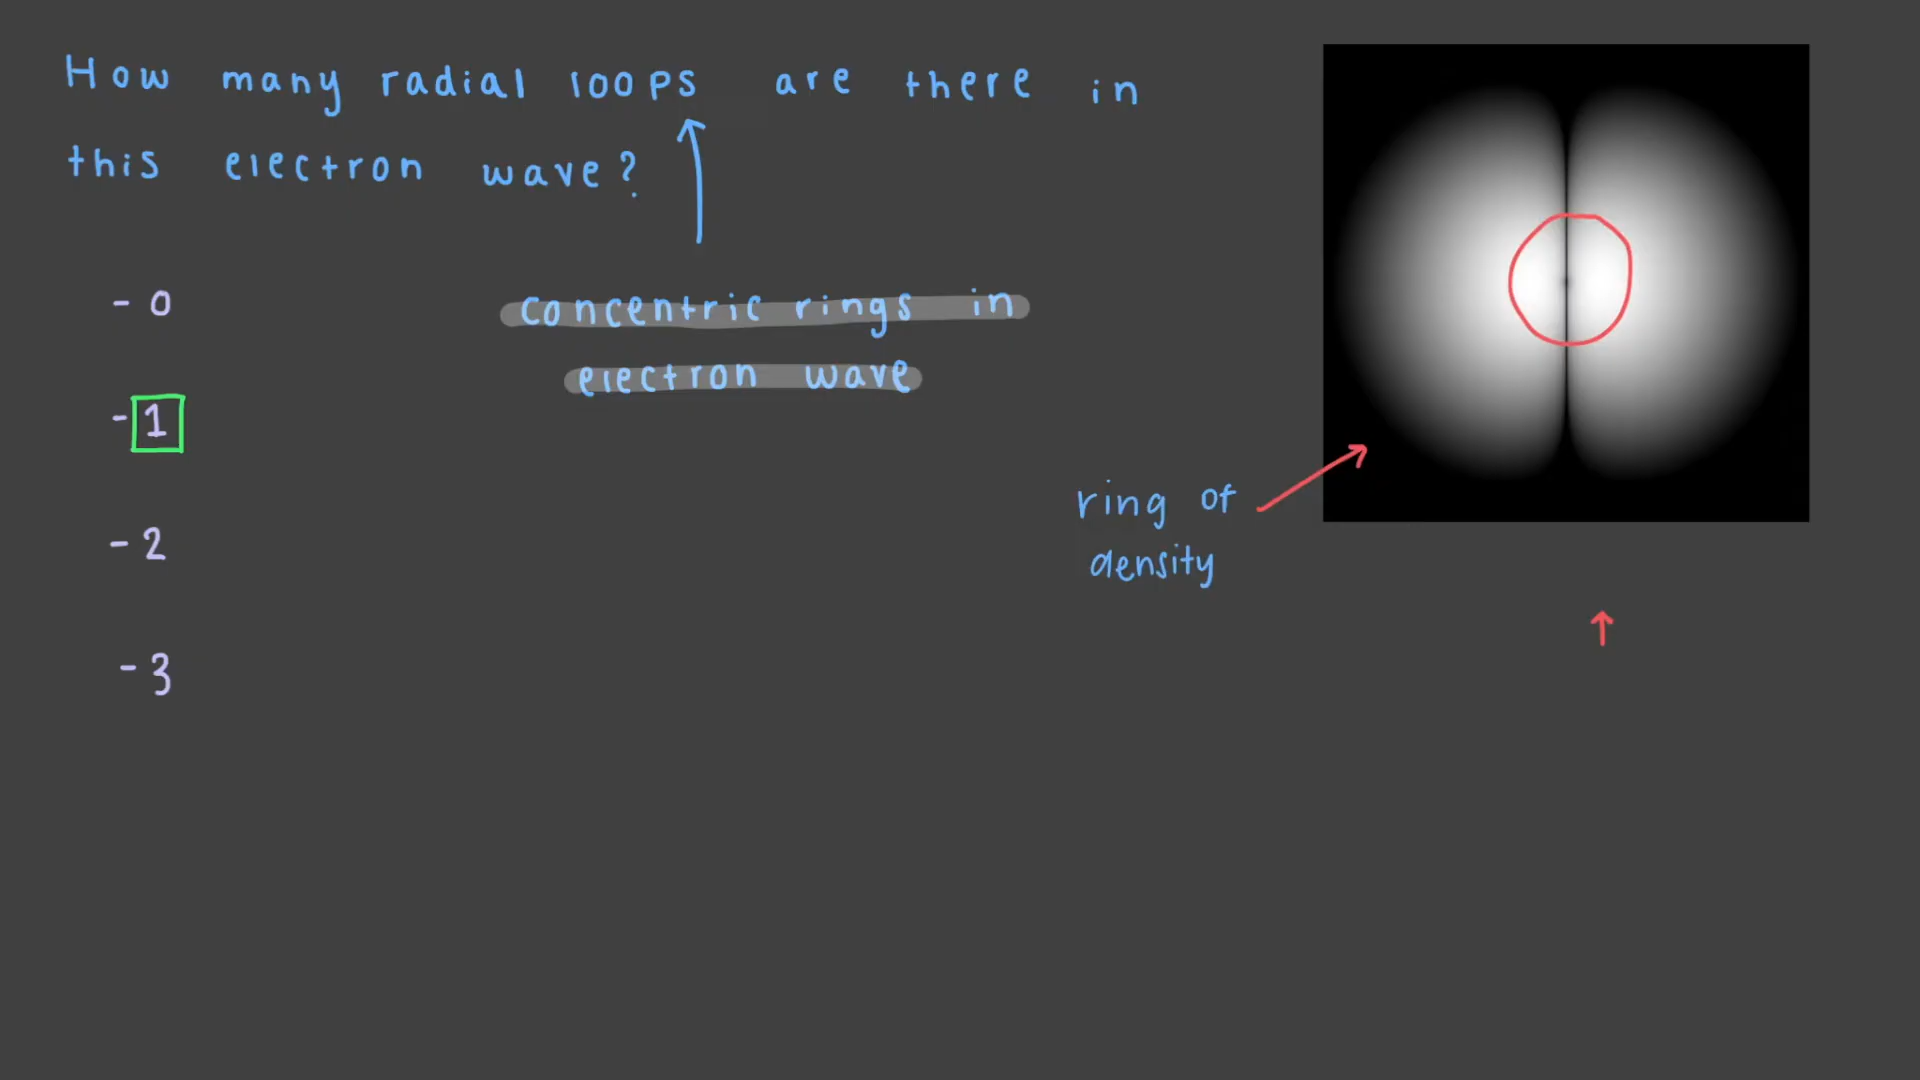 How many radial loops are there in
this electron wave?
- 0
concentric rings in
electron wave
- 1
ring of
density
- 2
- 3